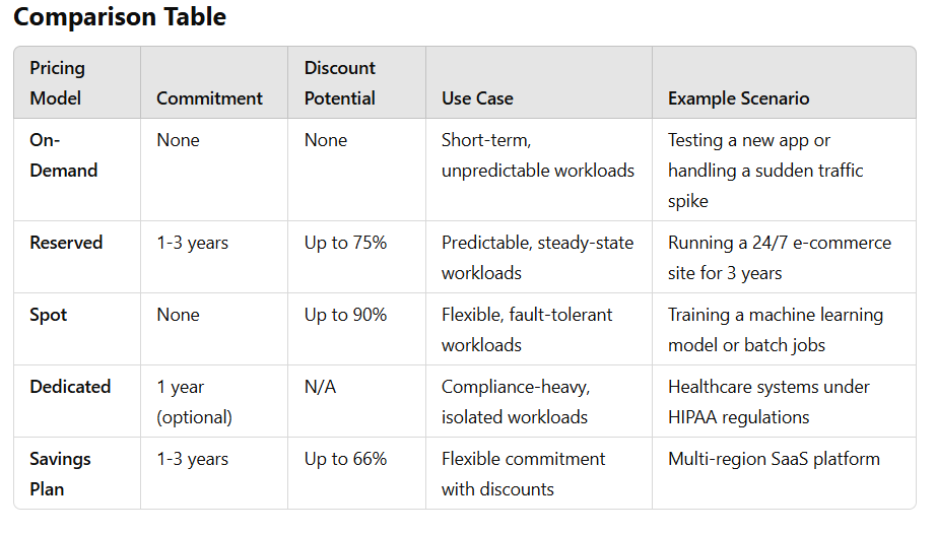 Comparison Table
Pricing Model | Commitment | Discount Potential | Use Case | Example Scenario
On-Demand | None | None | Short-term, unpredictable workloads | Testing a new app or handling a sudden traffic spike
Reserved | 1-3 years | Up to 75% | Predictable, steady-state workloads | Running a 24/7 e-commerce site for 3 years
Spot | None | Up to 90% | Flexible, fault-tolerant workloads | Training a machine learning model or batch jobs
Dedicated | 1 year (optional) | N/A | Compliance-heavy, isolated workloads | Healthcare systems under HIPAA regulations
Savings Plan | 1-3 years | Up to 66% | Flexible commitment with discounts | Multi-region SaaS platform